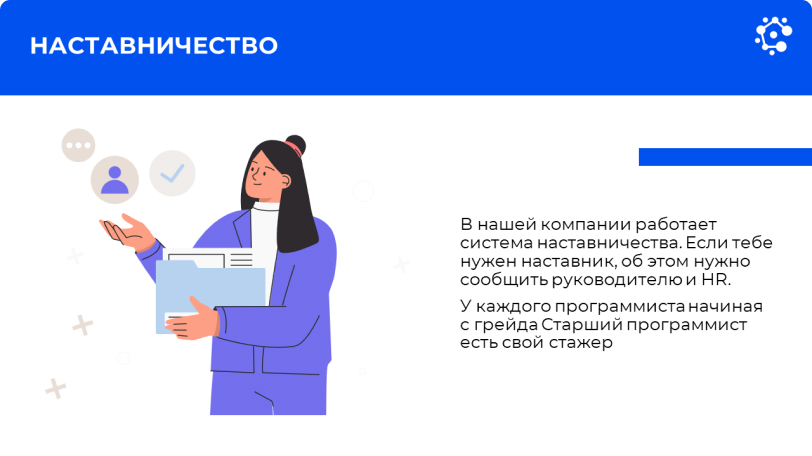 НАСТАВНИЧЕСТВО
В нашей компании работает
система наставничества. Если тебе
нужен наставник, об этом нужно
сообщить руководителю и HR.
У каждого программиста начиная
с грейда Старший программист
есть свой стажер